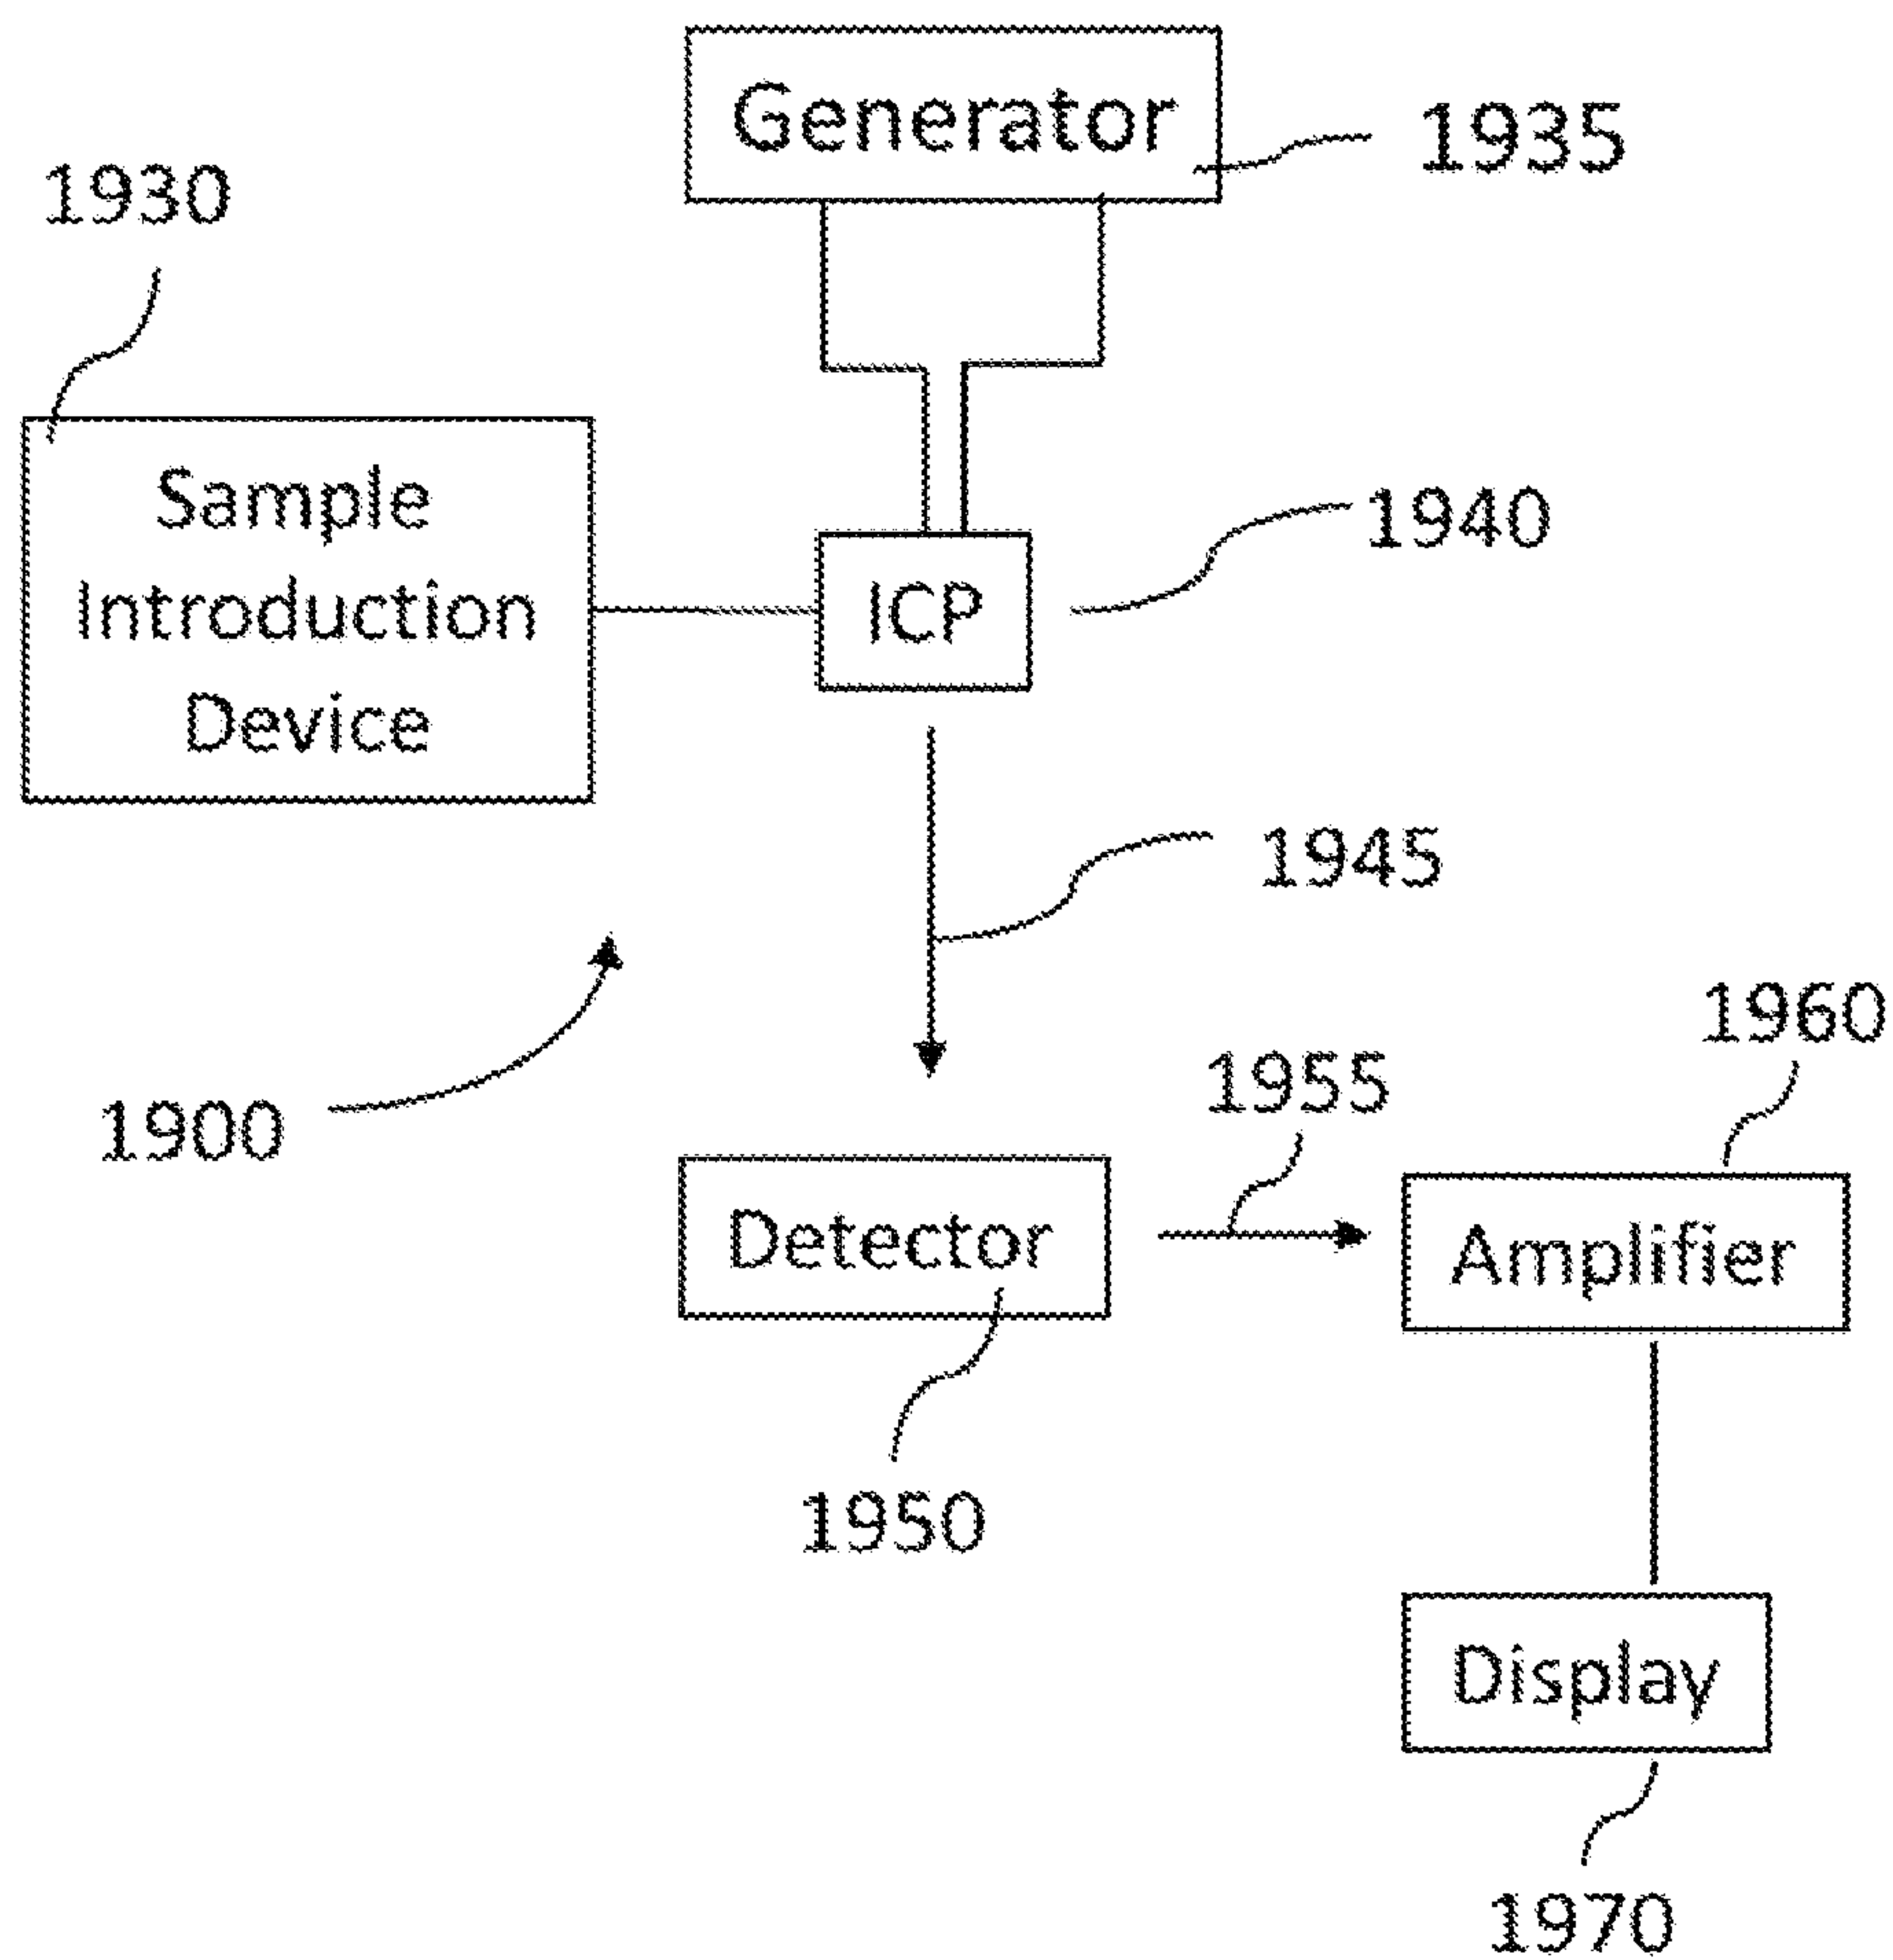 Generator
1935
1930
Sample
Introduction
Device
ICP
1940
1945
1900
1955
1960
Detector
Amplifier
1950
Display
1970